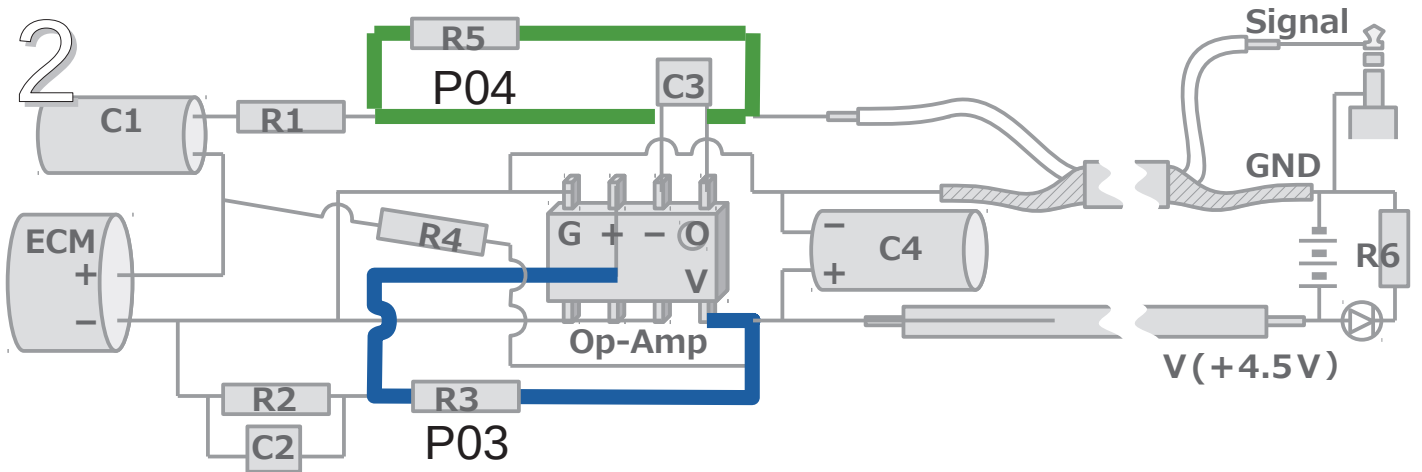 2
Signal
R5
P04
C3
C1
R1
GND
ECM
+
−
R4
G + − O
V
−
+
C4
R6
Op-Amp
V(+4.5V)
R2
R3
C2
P03